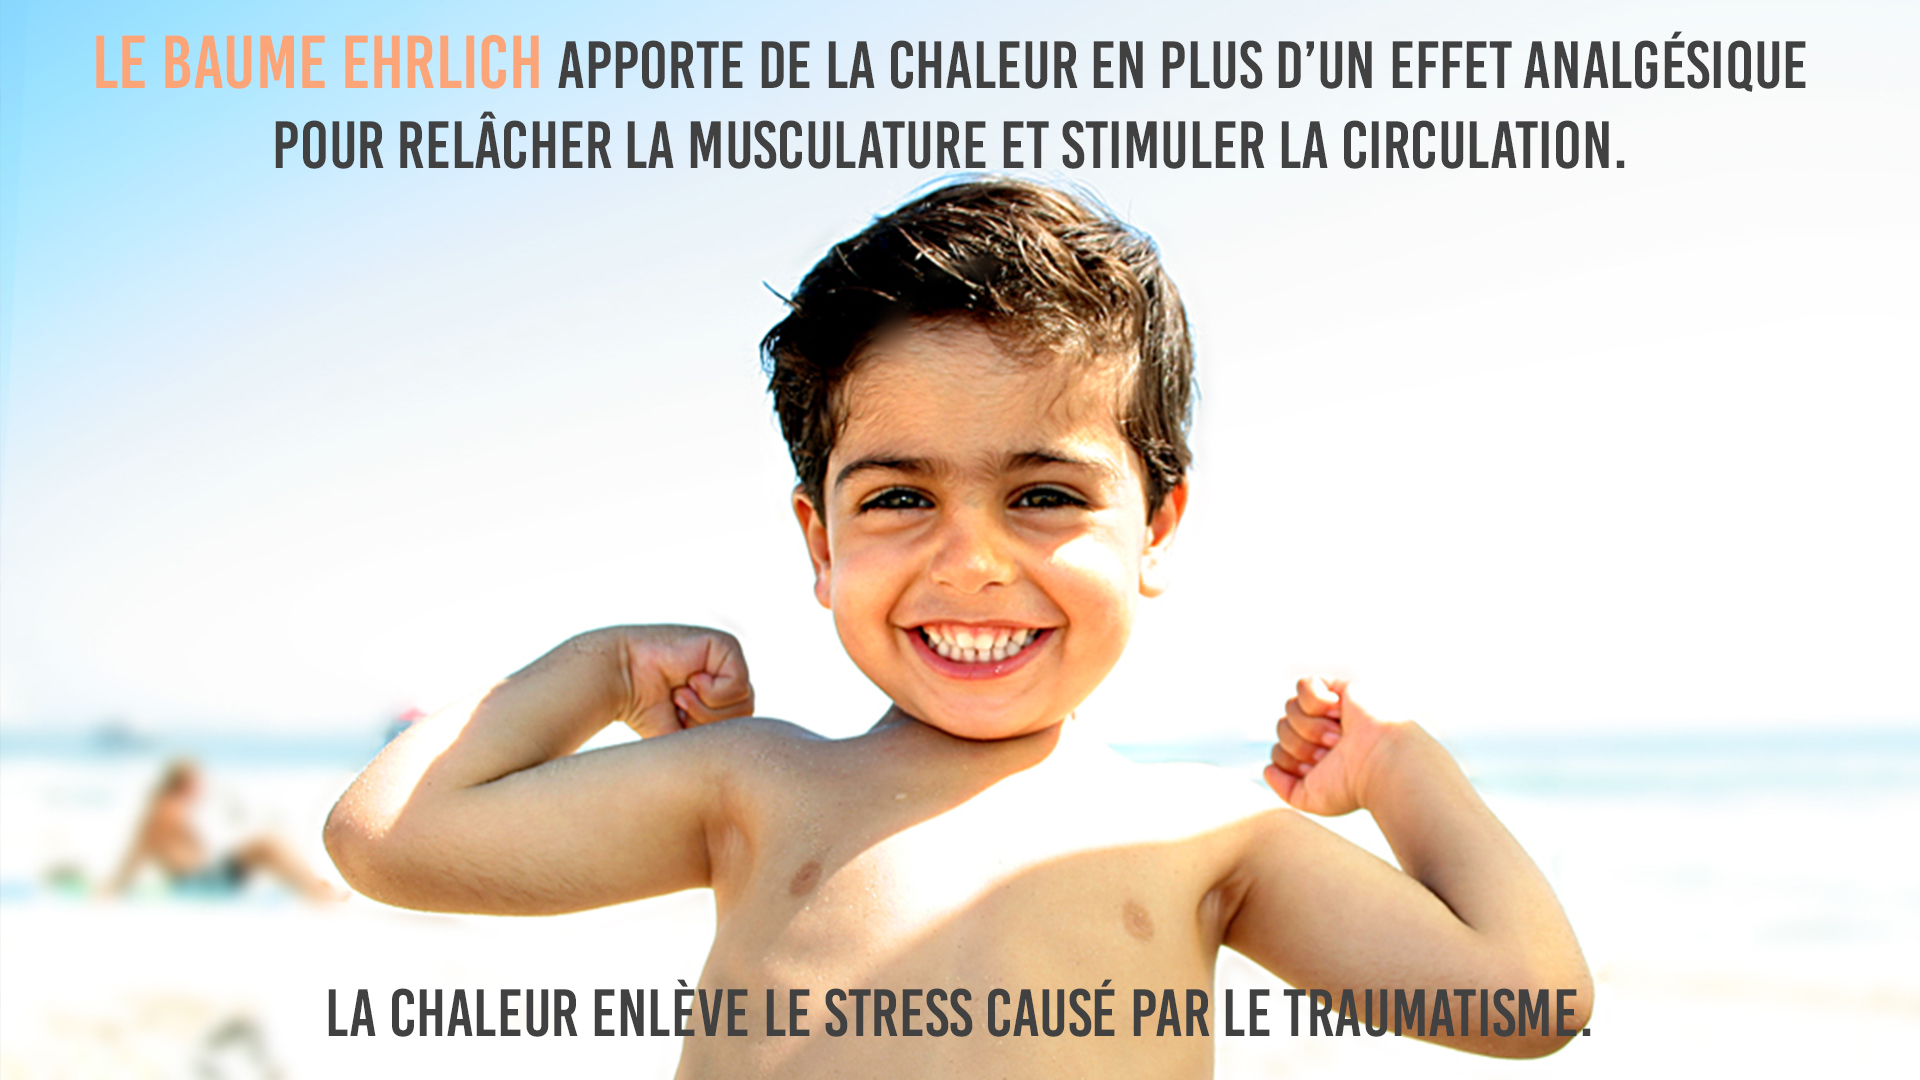 LE BAUME EHRLICH APPORTE DE LA CHALEUR EN PLUS D’UN EFFET ANALGÉSIQUE
POUR RELÂCHER LA MUSCULATURE ET STIMULER LA CIRCULATION.
LA CHALEUR ENLÈVE LE STRESS CAUSÉ PAR LE TRAUMATISME.